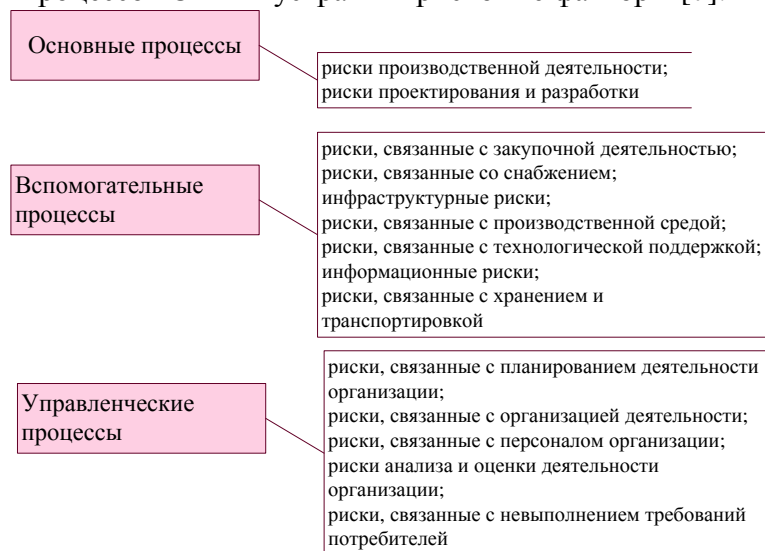 Основные процессы
риски производственной деятельности;
риски проектирования и разработки
Вспомогательные
процессы
риски, связанные с закупочной деятельностью;
риски, связанные со снабжением;
инфраструктурные риски;
риски, связанные с производственной средой;
риски, связанные с технологической поддержкой;
информационные риски;
риски, связанные с хранением и
транспортировкой
Управленческие
процессы
риски, связанные с планированием деятельности
организации;
риски, связанные с организацией деятельности;
риски, связанные с персоналом организации;
риски анализа и оценки деятельности
организации;
риски, связанные с невыполнением требований
потребителей